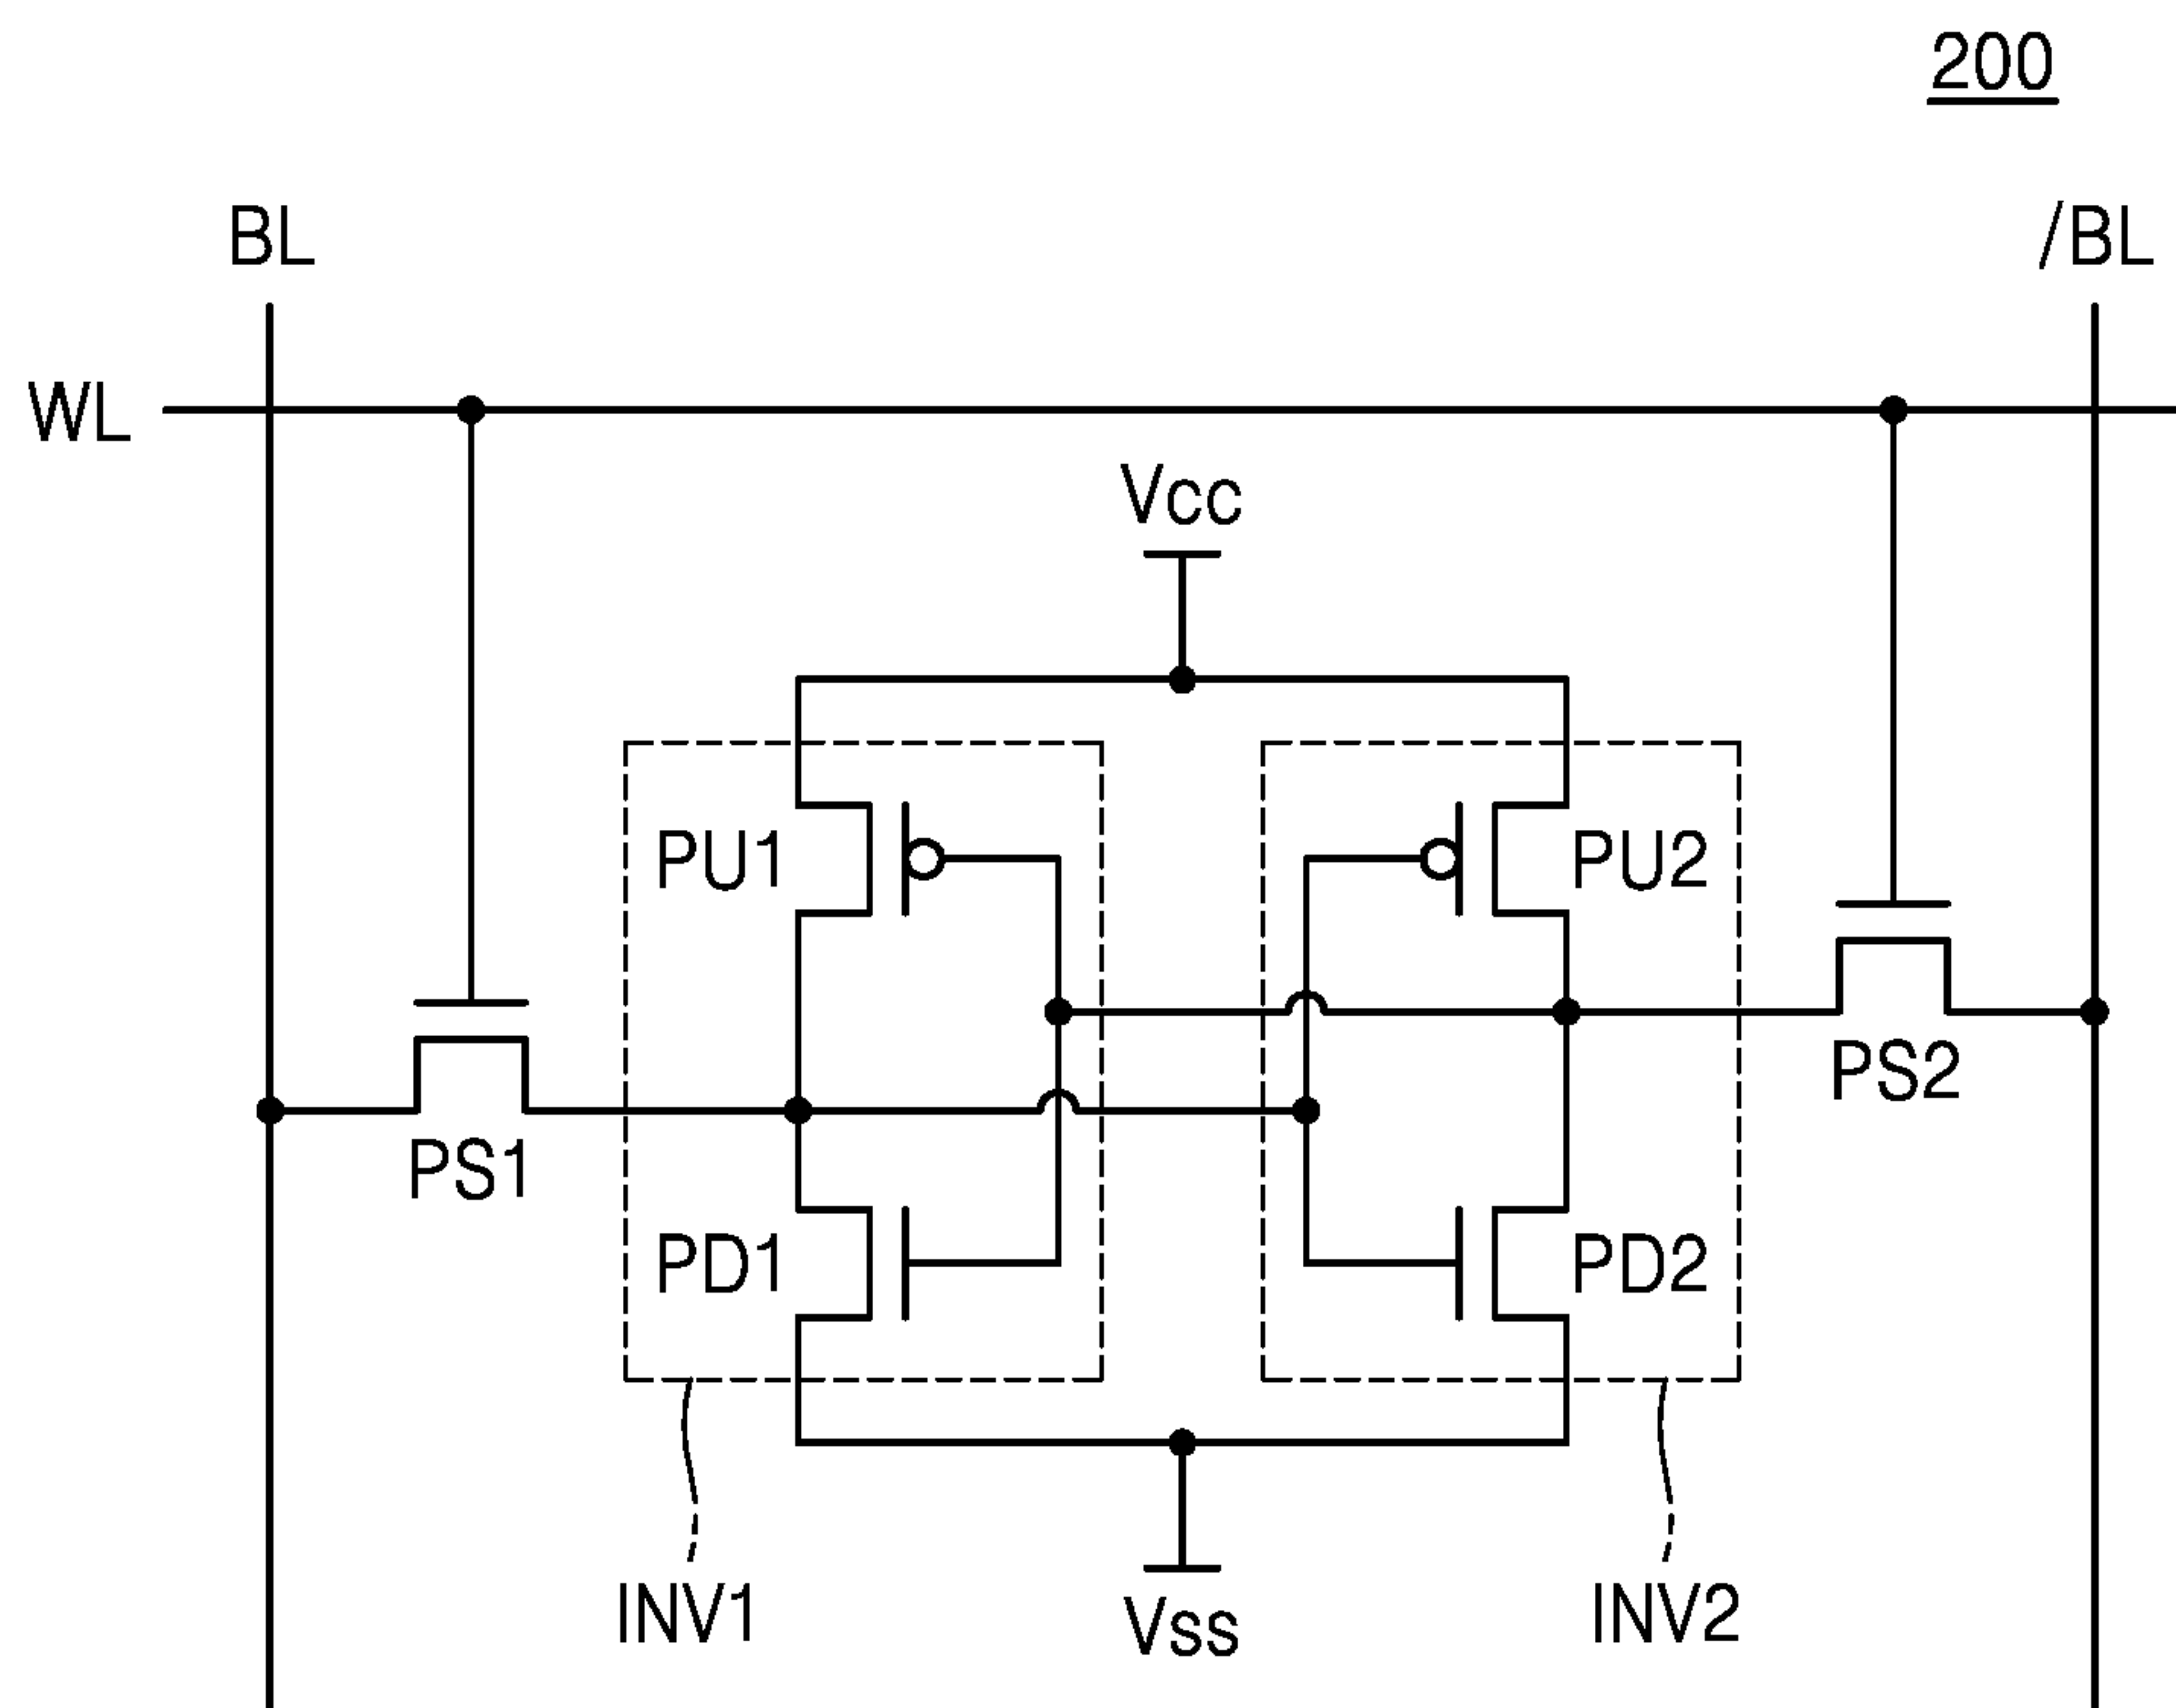 200
BL
/BL
WL
Vcc
PU1
PU2
PS2
PS1
PD1
PD2
INV1
INV2
Vss